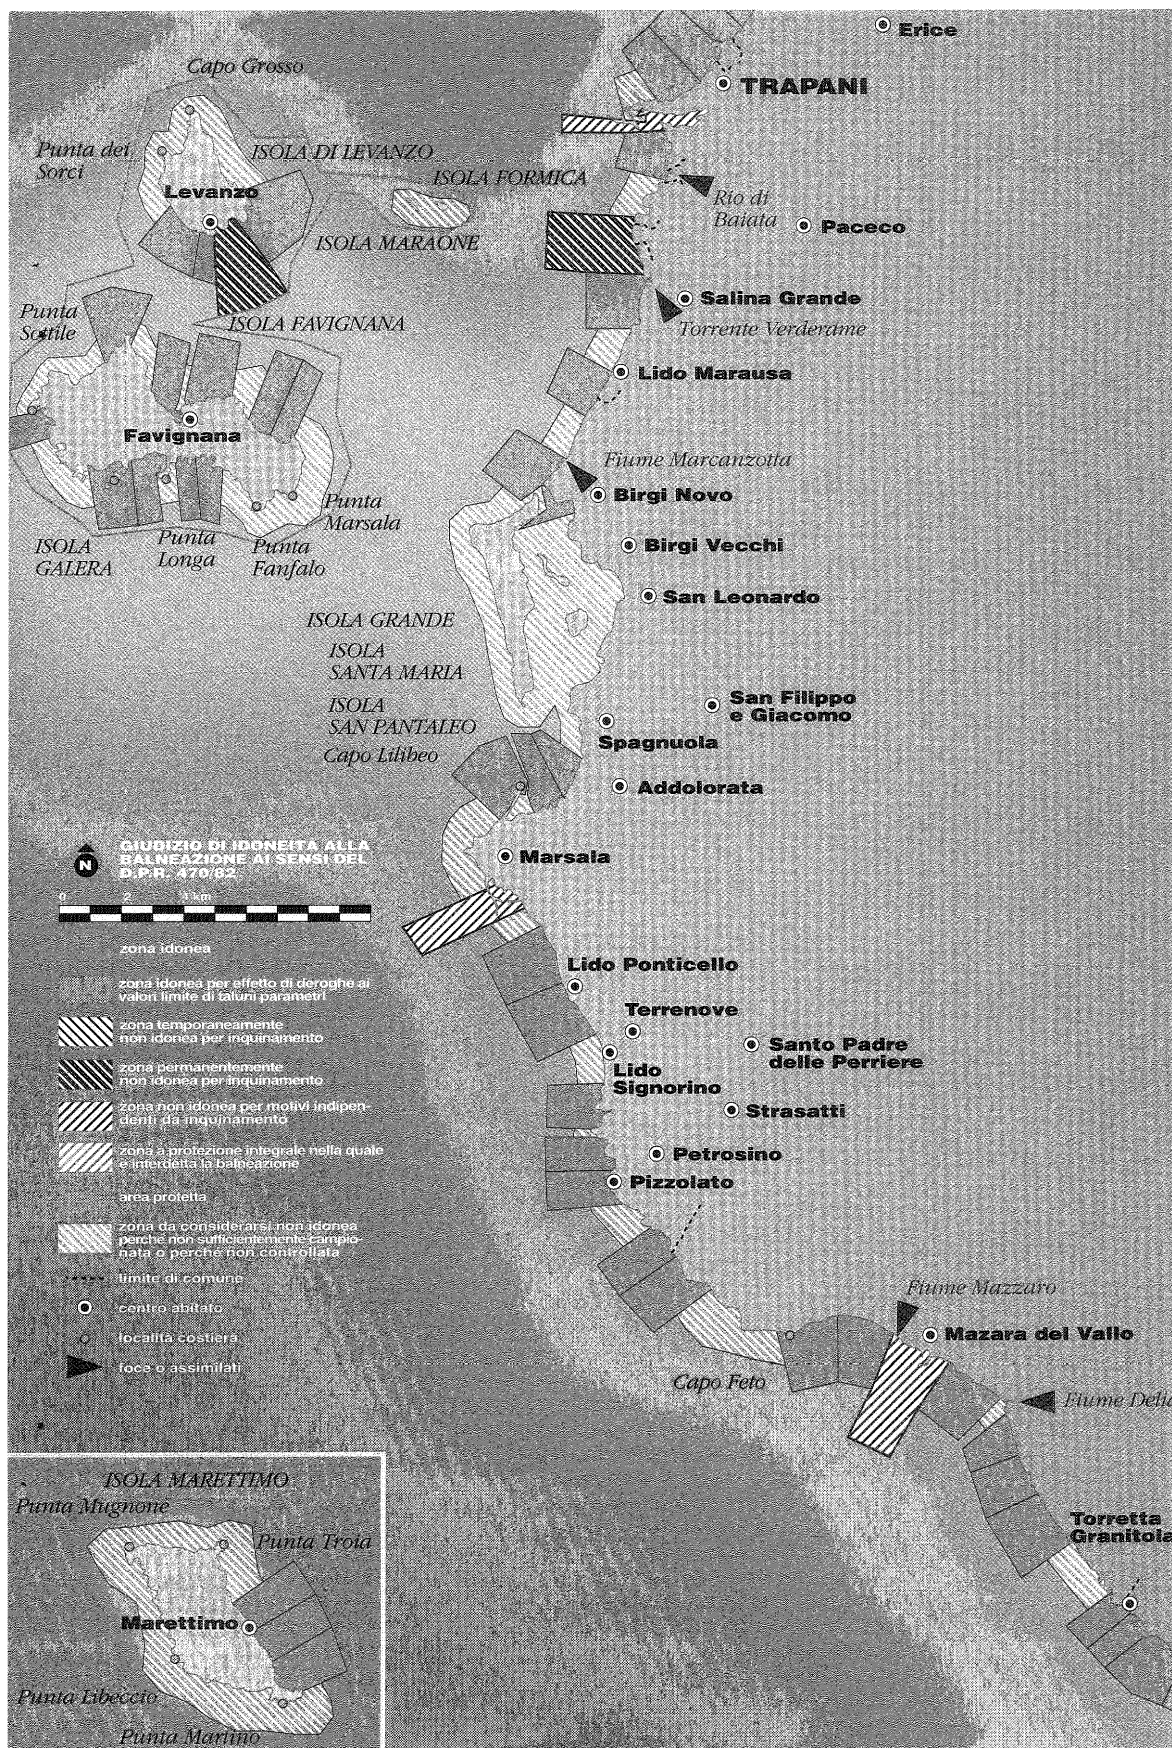 Erice
TRAPANI
Capo Grosso
Punta dei
Sorci
ISOLA DI LEVANZO
ISOLA FORMICA
Levanzo
Rio di
Baiata
Paceco
ISOLA MARAONE
Punta
Sottile
ISOLA FAVIGNANA
Salina Grande
Torrente Verderame
Lido Marausa
Favignana
Fiume Marcanzotta
Birgi Novo
Punta
Marsala
ISOLA
GALERA
Punta
Longa
Punta
Fanfalo
Birgi Vecchi
San Leonardo
ISOLA GRANDE
ISOLA
SANTA MARIA
ISOLA
SAN PANTALEO
San Filippo
e Giacomo
Spagnuola
Capo Lilibeo
Addolorata
Marsala
N
GIUDIZIO DI IDONEITA ALLA
BALNEAZIONE AI SENSI DEL
D.P.R. 470/82
0 2 4 km
zona idonea
zona idonea per effetto di deroghe ai
valori limite di taluni parametri
zona temporaneamente
non idonea per inquinamento
zona permanentemente
non idonea per inquinamento
zona non idonea per motivi indipen-
denti da inquinamento
zona a protezione integrale nella quale
e interdetta la balneazione
area protetta
zona da considerarsi non idonea
perché non sufficientemente campio-
nata o perché non controllata
limite di comune
centro abitato
località costiera
foce o assimilati
Lido Ponticello
Terrenove
Santo Padre
delle Perriere
Lido
Signorino
Strasatti
Petrosino
Pizzolato
Fiume Mazzaro
Mazara del Vallo
Capo Feto
Fiume Delia
Torretta
Granitola
ISOLA MARETTIMO
Punta Mugnone
Punta Troia
Marettimo
Punta Libeccio
Punta Martino